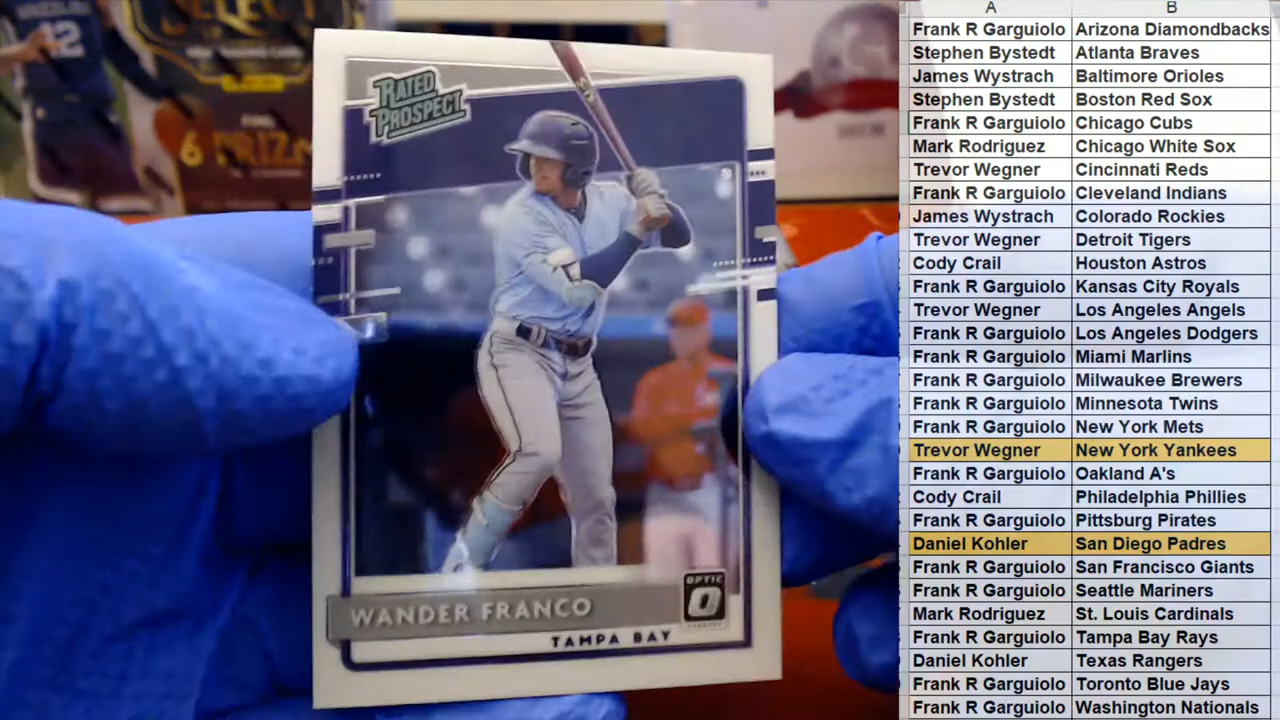 SELECT
12
6 PRIZM
RATED
PROSPECT
WANDER FRANCO
OPTIC
TAMPA BAY
A B
Frank R Garguiolo Arizona Diamondbacks
Stephen Bystedt Atlanta Braves
James Wystrach Baltimore Orioles
Stephen Bystedt Boston Red Sox
Frank R Garguiolo Chicago Cubs
Mark Rodriguez Chicago White Sox
Trevor Wegner Cincinnati Reds
Frank R Garguiolo Cleveland Indians
James Wystrach Colorado Rockies
Trevor Wegner Detroit Tigers
Cody Crail Houston Astros
Frank R Garguiolo Kansas City Royals
Trevor Wegner Los Angeles Angels
Frank R Garguiolo Los Angeles Dodgers
Frank R Garguiolo Miami Marlins
Frank R Garguiolo Milwaukee Brewers
Frank R Garguiolo Minnesota Twins
Frank R Garguiolo New York Mets
Trevor Wegner New York Yankees
Frank R Garguiolo Oakland A's
Cody Crail Philadelphia Phillies
Frank R Garguiolo Pittsburg Pirates
Daniel Kohler San Diego Padres
Frank R Garguiolo San Francisco Giants
Frank R Garguiolo Seattle Mariners
Mark Rodriguez St. Louis Cardinals
Frank R Garguiolo Tampa Bay Rays
Daniel Kohler Texas Rangers
Frank R Garguiolo Toronto Blue Jays
Frank R Garguiolo Washington Nationals